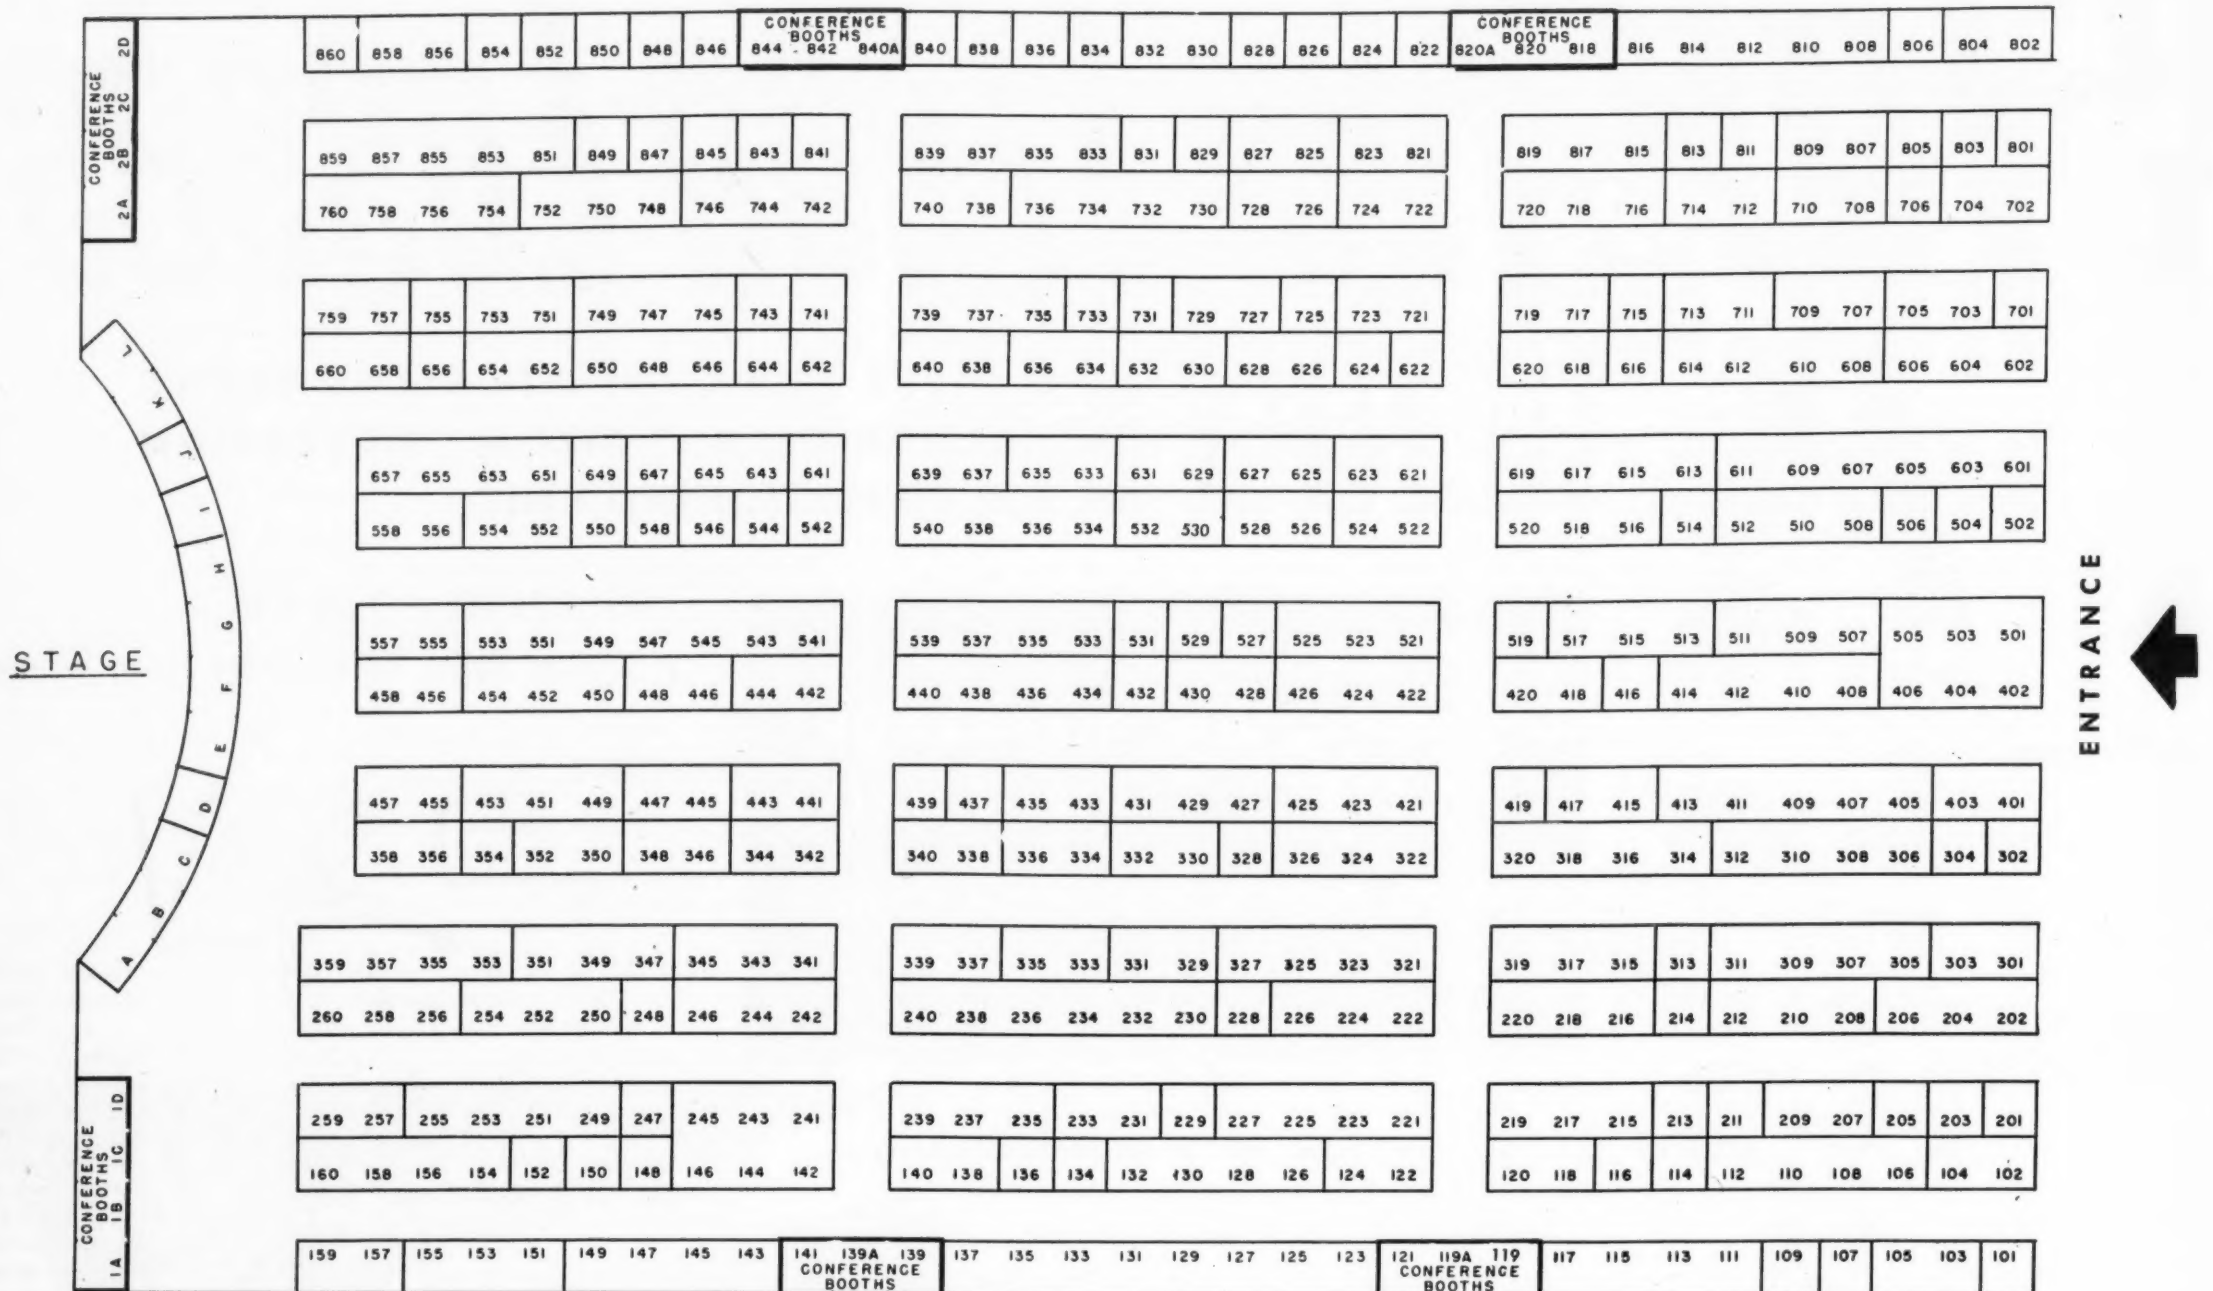 CONFERENCE BOOTHS
CONFERENCE BOOTHS
860 858 856 854 852 850 848 846 844 - 842 840A 840 838 836 834 832 830 828 826 824 822 820A 820 818 816 814 812 810 808 806 804 802
CONFERENCE BOOTHS
2A 2B 2C 2D
859 857 855 853 851 849 847 845 843 841 839 837 835 833 831 829 827 825 823 821 819 817 815 813 811 809 807 805 803 801
760 758 756 754 752 750 748 746 744 742 740 738 736 734 732 730 728 726 724 722 720 718 716 714 712 710 708 706 704 702
759 757 755 753 751 749 747 745 743 741 739 737 735 733 731 729 727 725 723 721 719 717 715 713 711 709 707 705 703 701
660 658 656 654 652 650 648 646 644 642 640 638 636 634 632 630 628 626 624 622 620 618 616 614 612 610 608 606 604 602
657 655 653 651 649 647 645 643 641 639 637 635 633 631 629 627 625 623 621 619 617 615 613 611 609 607 605 603 601
558 556 554 552 550 548 546 544 542 540 538 536 534 532 530 528 526 524 522 520 518 516 514 512 510 508 506 504 502
557 555 553 551 549 547 545 543 541 539 537 535 533 531 529 527 525 523 521 519 517 515 513 511 509 507 505 503 501
458 456 454 452 450 448 446 444 442 440 438 436 434 432 430 428 426 424 422 420 418 416 414 412 410 408 406 404 402
457 455 453 451 449 447 445 443 441 439 437 435 433 431 429 427 425 423 421 419 417 415 413 411 409 407 405 403 401
358 356 354 352 350 348 346 344 342 340 338 336 334 332 330 328 326 324 322 320 318 316 314 312 310 308 306 304 302
359 357 355 353 351 349 347 345 343 341 339 337 335 333 331 329 327 325 323 321 319 317 315 313 311 309 307 305 303 301
260 258 256 254 252 250 248 246 244 242 240 238 236 234 232 230 228 226 224 222 220 218 216 214 212 210 208 206 204 202
259 257 255 253 251 249 247 245 243 241 239 237 235 233 231 229 227 225 223 221 219 217 215 213 211 209 207 205 203 201
160 158 156 154 152 150 148 146 144 142 140 138 136 134 132 130 128 126 124 122 120 118 116 114 112 110 108 106 104 102
159 157 155 153 151 149 147 145 143 141 139A 139 137 135 133 131 129 127 125 123 121 119A 119 117 115 113 111 109 107 105 103 101
CONFERENCE BOOTHS
CONFERENCE BOOTHS
L K J I H G F E D C B A
STAGE
CONFERENCE BOOTHS
1A 1B 1C 1D
ENTRANCE